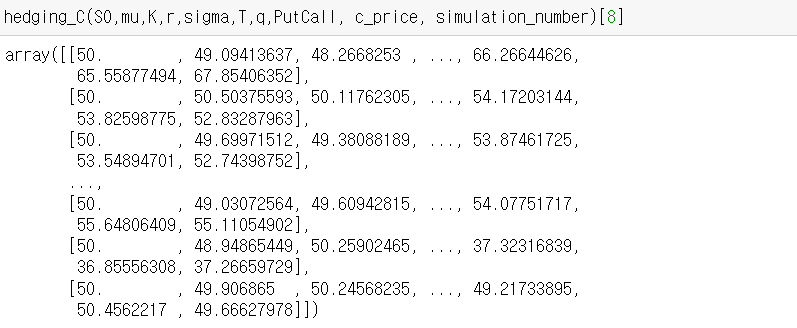 hedging_C(S0,mu,K,r,sigma,T,q,PutCall, c_price, simulation_number)[8]
array([[50.        , 49.09413637, 48.2668253 , ..., 66.26644626,
        65.55877494, 67.85406352],
       [50.        , 50.50375593, 50.11762305, ..., 54.17203144,
        53.82598775, 52.83287963],
       [50.        , 49.69971512, 49.38088189, ..., 53.87461725,
        53.54894701, 52.74398752],
       ...,
       [50.        , 49.03072564, 49.60942815, ..., 54.07751717,
        55.64806409, 55.11054902],
       [50.        , 48.94865449, 50.25902465, ..., 37.32316839,
        36.85556308, 37.26659729],
       [50.        , 49.906865  , 50.24568235, ..., 49.21733895,
        50.4562217 , 49.66627978]])